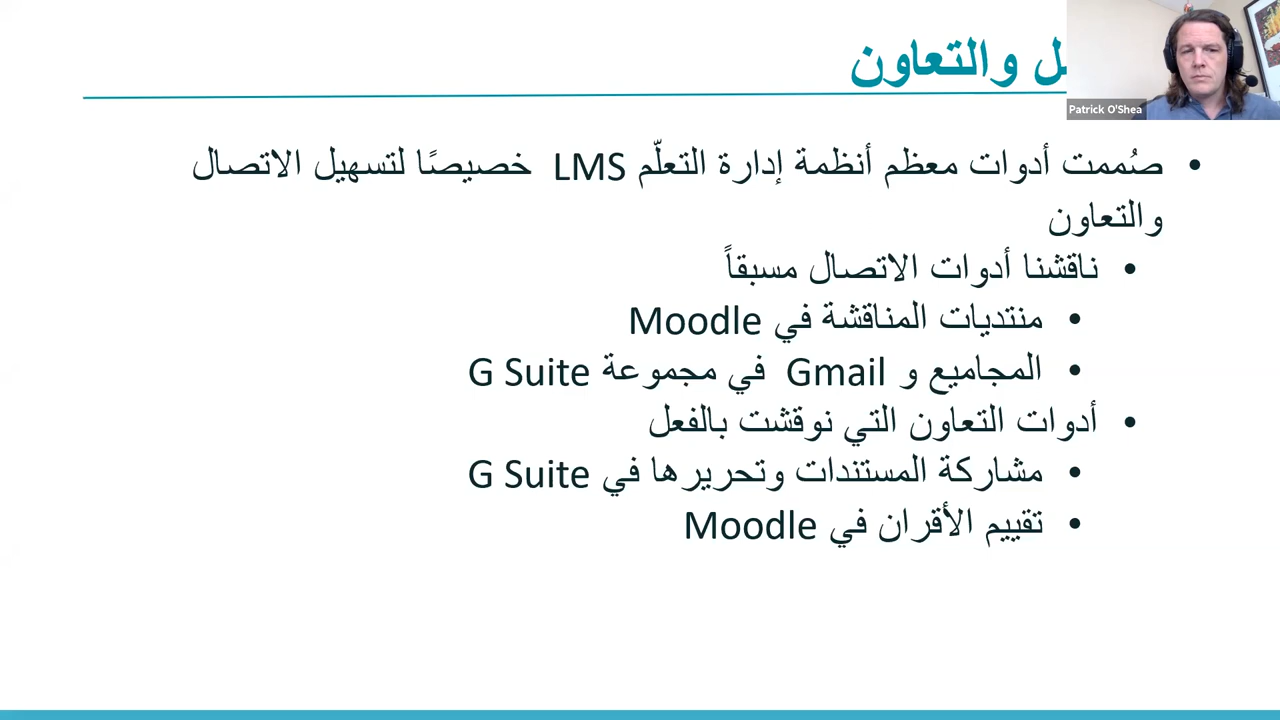 والتعاون
Patrick O'Shea
• صُممت أدوات معظم أنظمة إدارة التعلّم LMS خصيصًا لتسهيل الاتصال
والتعاون
• ناقشنا أدوات الاتصال مسبقاً
• منتديات المناقشة في Moodle
• المجاميع و Gmail في مجموعة G Suite
• أدوات التعاون التي نوقشت بالفعل
• مشاركة المستندات وتحريرها في G Suite
• تقييم الأقران في Moodle